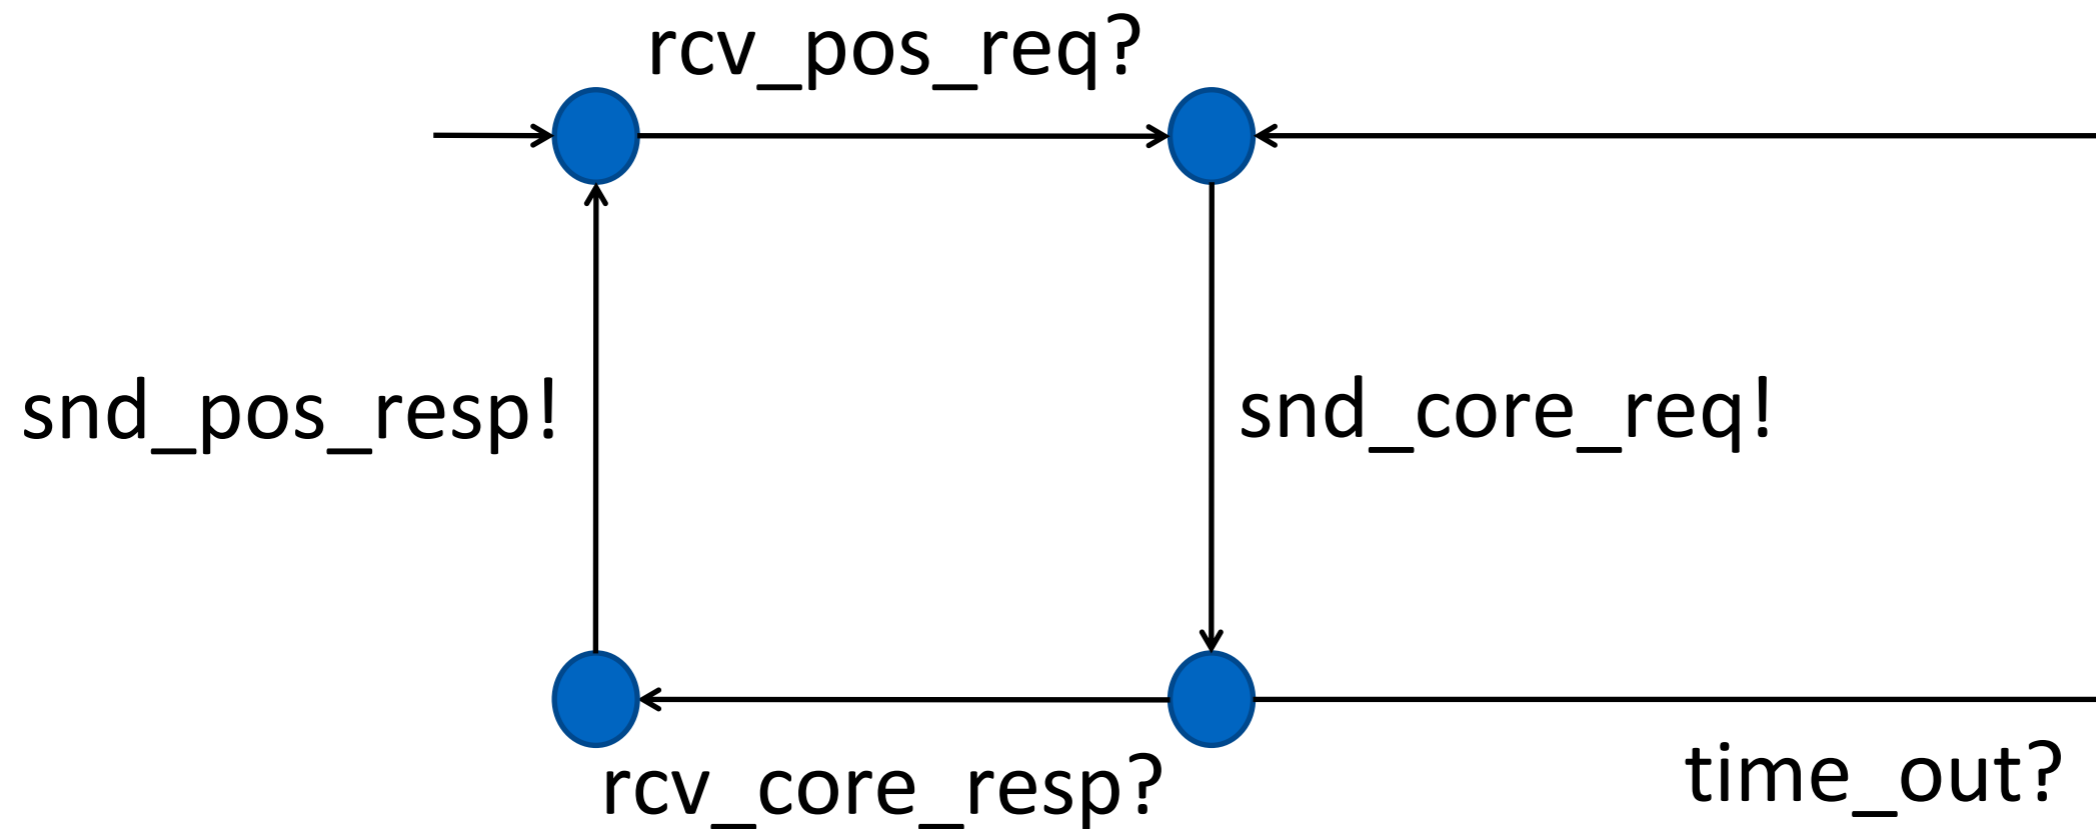 rcv_pos_req?
snd_pos_resp!
snd_core_req!
rcv_core_resp?
time_out?